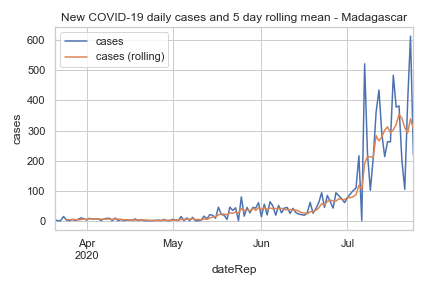 New COVID-19 daily cases and 5 day rolling mean - Madagascar
cases
cases (rolling)
600
500
400
300
200
100
0
cases
Apr
2020
May
Jun
Jul
dateRep